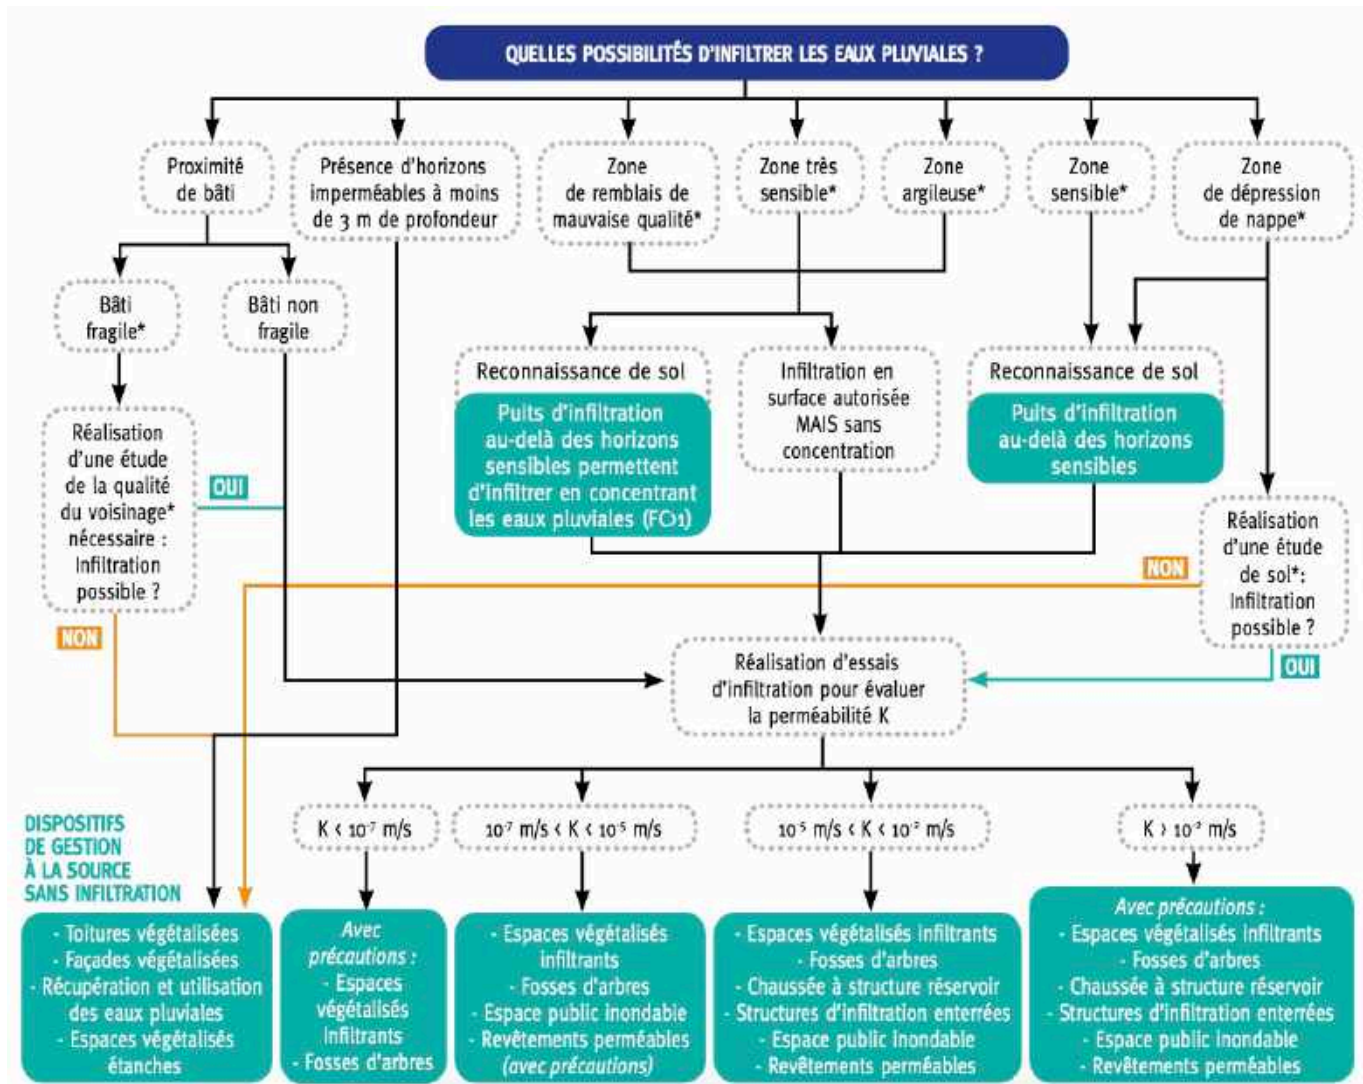 QUELLES POSSIBILITÉS D'INFILTRER LES EAUX PLUVIALES ?
Proximité
de bâti
Présence d'horizons
imperméables à moins
de 3 m de profondeur
Zone
de remblais de
mauvaise qualité*
Zone très
sensible*
Zone
argileuse*
Zone
sensible*
Zone
de dépression
de nappe*
Bâti
fragile*
Bâti non
fragile
Reconnaissance de sol
Puits d'infiltration
au-delà des horizons
sensibles permettent
d'infiltrer en concentrant
les eaux pluviales (FO1)
Infiltration en
surface autorisée
MAIS sans
concentration
Reconnaissance de sol
Puits d'infiltration
au-delà des horizons
sensibles
Réalisation
d'une étude
de la qualité
du voisinage*
nécessaire :
Infiltration
possible ?
OUI
NON
Réalisation
d'une étude
de sol*:
Infiltration
possible ?
NON
OUI
Réalisation d'essais
d'infiltration pour évaluer
la perméabilité K
K < 10⁻⁷ m/s
10⁻⁷ m/s < K < 10⁻⁵ m/s
10⁻⁵ m/s < K < 10⁻² m/s
K > 10⁻² m/s
DISPOSITIFS
DE GESTION
À LA SOURCE
SANS INFILTRATION
- Toitures végétalisées
- Façades végétalisées
- Récupération et utilisation
des eaux pluviales
- Espaces végétalisés
étanches
Avec
précautions :
- Espaces
végétalisés
infiltrants
- Fosses d'arbres
- Espaces végétalisés
infiltrants
- Fosses d'arbres
- Espace public inondable
- Revêtements perméables
(avec précautions)
- Espaces végétalisés infiltrants
- Fosses d'arbres
- Chaussée à structure réservoir
- Structures d'infiltration enterrées
- Espace public inondable
- Revêtements perméables
Avec précautions :
- Espaces végétalisés infiltrants
- Fosses d'arbres
- Chaussée à structure réservoir
- Structures d'infiltration enterrées
- Espace public inondable
- Revêtements perméables